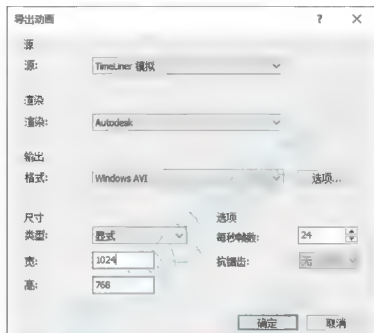 导出动画 ? ×
源
源: TimeLiner 模拟
渲染
渲染: Autodesk
输出
格式: Windows AVI 选项...
尺寸 选项
类型: 显式 每秒帧数: 24
宽: 1024 抗锯齿: 无
高: 768
确定 取消